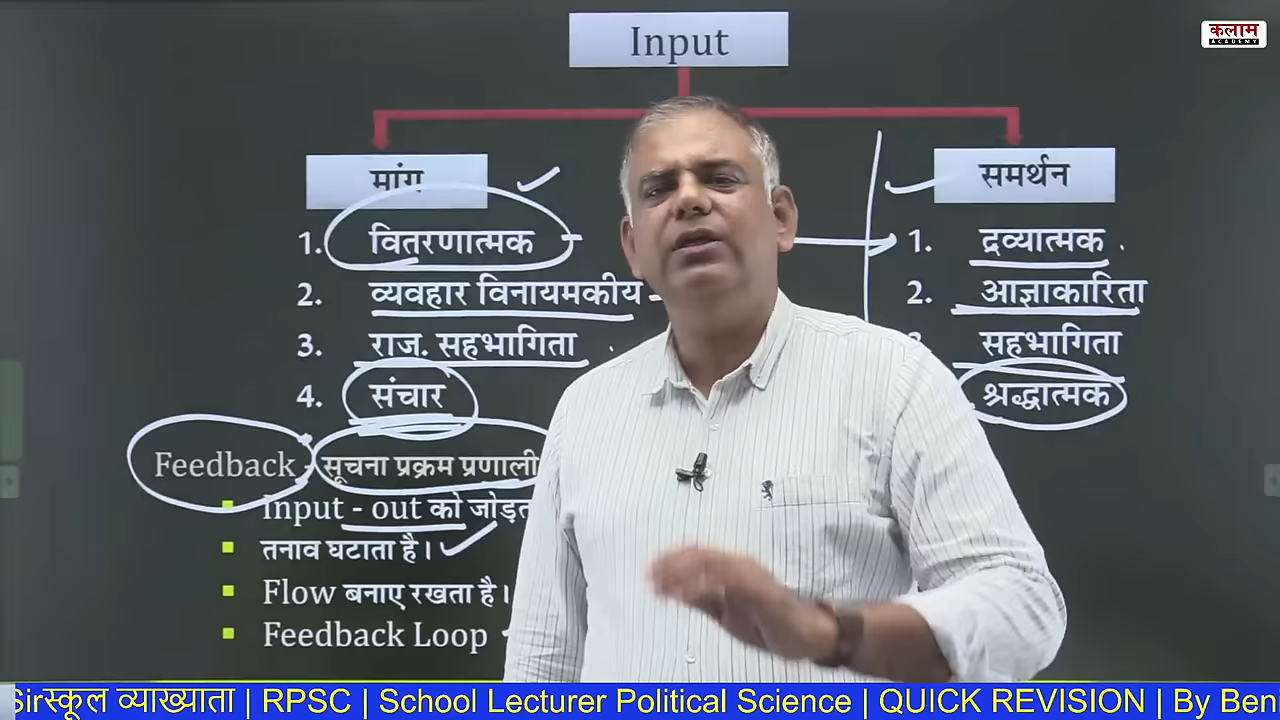 Input
कलाम
ACADEMY
मांग
समर्थन
1. वितरणात्मक
2. व्यवहार विनायमकीय
3. राज. सहभागिता
4. संचार
1. द्रव्यात्मक
2. आज्ञाकारिता
सहभागिता
श्रद्धात्मक
Feedback - सूचना प्रक्रम प्रणाली
Input - out को
तनाव घटाता है।
Flow बनाए रखता है।
Feedback Loop
Sir स्कूल व्याख्याता | RPSC | School Lecturer Political Science | QUICK REVISION | By Ben